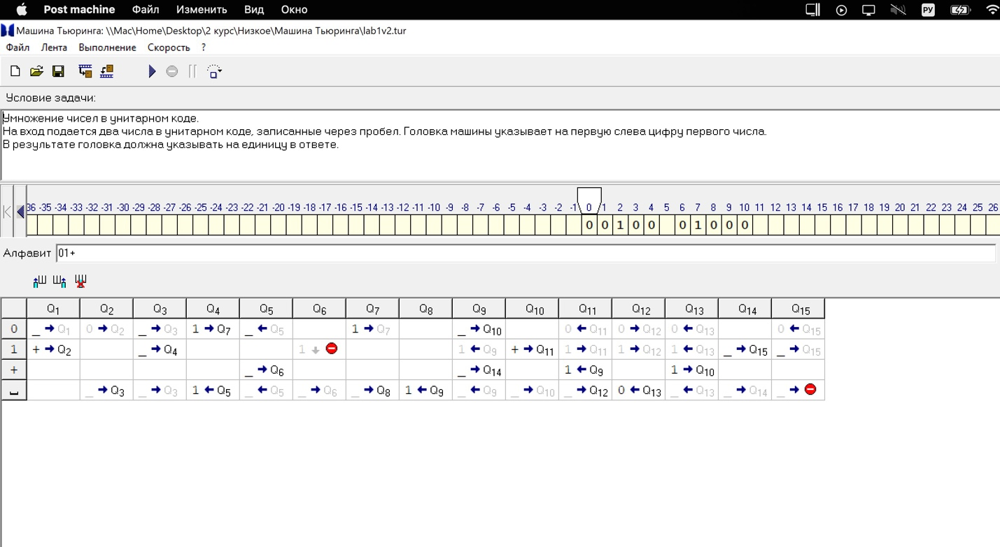 Post machine Файл Изменить Вид Окно РУ
Машина Тьюринга: \\Mac\Home\Desktop\2 курс\Низкое\Машина Тьюринга\lab1v2.tur
Файл Лента Выполнение Скорость ?
Условие задачи:
Умножение чисел в унитарном коде.
На вход подается два числа в унитарном коде, записанные через пробел. Головка машины указывает на первую слева цифру первого числа.
В результате головка должна указывать на единицу в ответе.
36 -35 -34 -33 -32 -31 -30 -29 -28 -27 -26 -25 -24 -23 -22 -21 -20 -19 -18 -17 -16 -15 -14 -13 -12 -11 -10 -9 -8 -7 -6 -5 -4 -3 -2 -1 0 1 2 3 4 5 6 7 8 9 10 11 12 13 14 15 16 17 18 19 20 21 22 23 24 25 26
0 0 1 0 0 0 1 0 0 0
Алфавит 01+
Q1 Q2 Q3 Q4 Q5 Q6 Q7 Q8 Q9 Q10 Q11 Q12 Q13 Q14 Q15
0 _ → Q1 0 → Q2 _ → Q3 1 → Q7 _ ← Q5 1 → Q7 _ → Q10 0 ← Q11 0 → Q12 0 ← Q13 0 ← Q15
1 + → Q2 _ → Q4 1 ↓ 1 ← Q9 + → Q11 1 → Q11 1 → Q12 1 ← Q13 _ → Q15 _ → Q15
+ _ → Q6 _ → Q14 1 ← Q9 1 → Q10
␣ _ → Q3 _ → Q3 1 ← Q5 _ ← Q5 _ → Q6 _ → Q8 1 ← Q9 _ ← Q9 _ → Q10 _ → Q12 0 ← Q13 _ ← Q13 _ → Q14 _ →